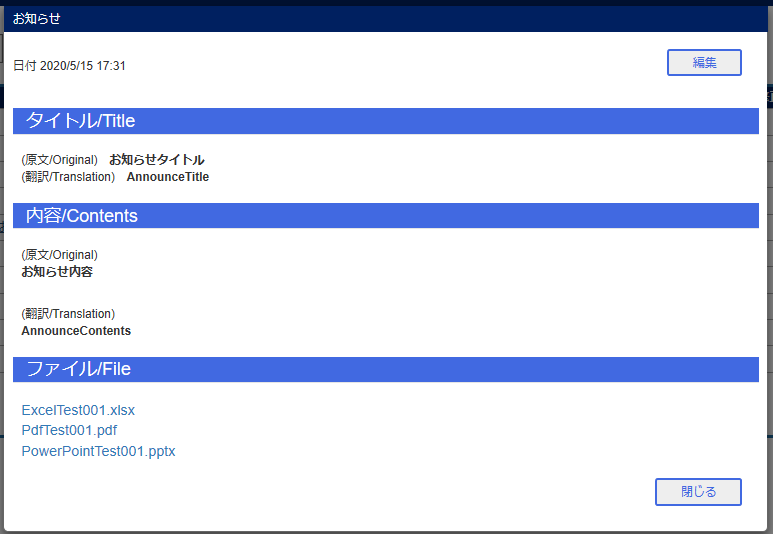 お知らせ
日付 2020/5/15 17:31
編集
タイトル/Title
(原文/Original) お知らせタイトル
(翻訳/Translation) AnnounceTitle
内容/Contents
(原文/Original)
お知らせ内容
(翻訳/Translation)
AnnounceContents
ファイル/File
ExcelTest001.xlsx
PdfTest001.pdf
PowerPointTest001.pptx
閉じる